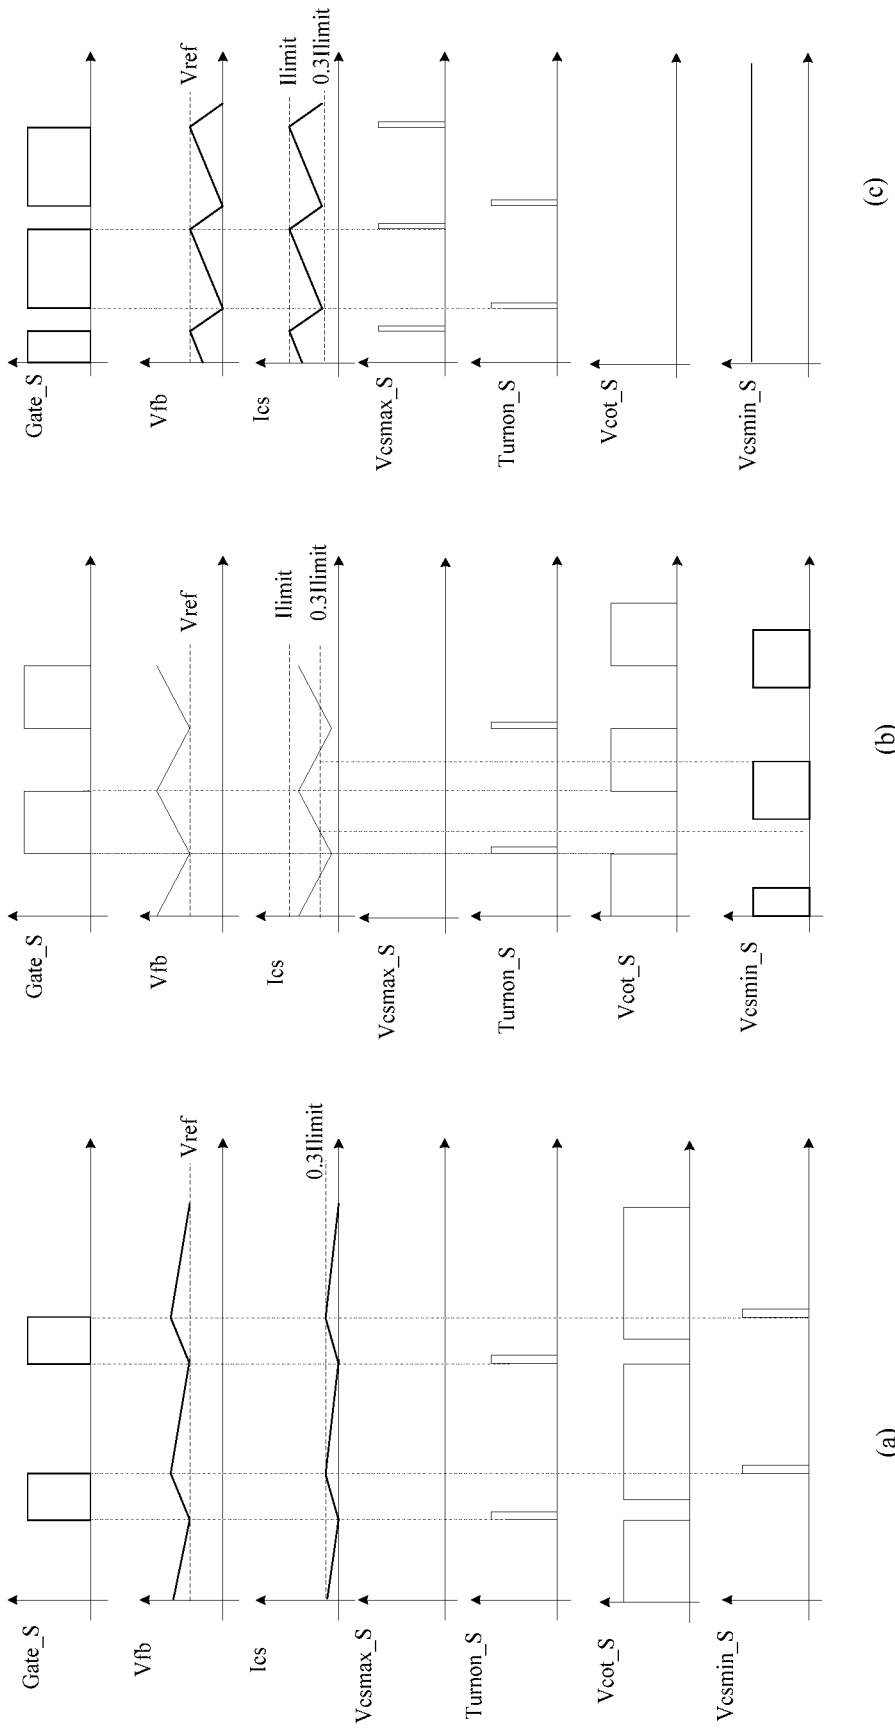 Gate_S
Vfb
Vref
Ics
0.3Ilimit
Vcsmax_S
Turnon_S
Vcot_S
Vcsmin_S
(a)
Gate_S
Vfb
Vref
Ics
Ilimit
0.3Ilimit
Vcsmax_S
Turnon_S
Vcot_S
Vcsmin_S
(b)
Gate_S
Vfb
Vref
Ics
Ilimit
0.3Ilimit
Vcsmax_S
Turnon_S
Vcot_S
Vcsmin_S
(c)